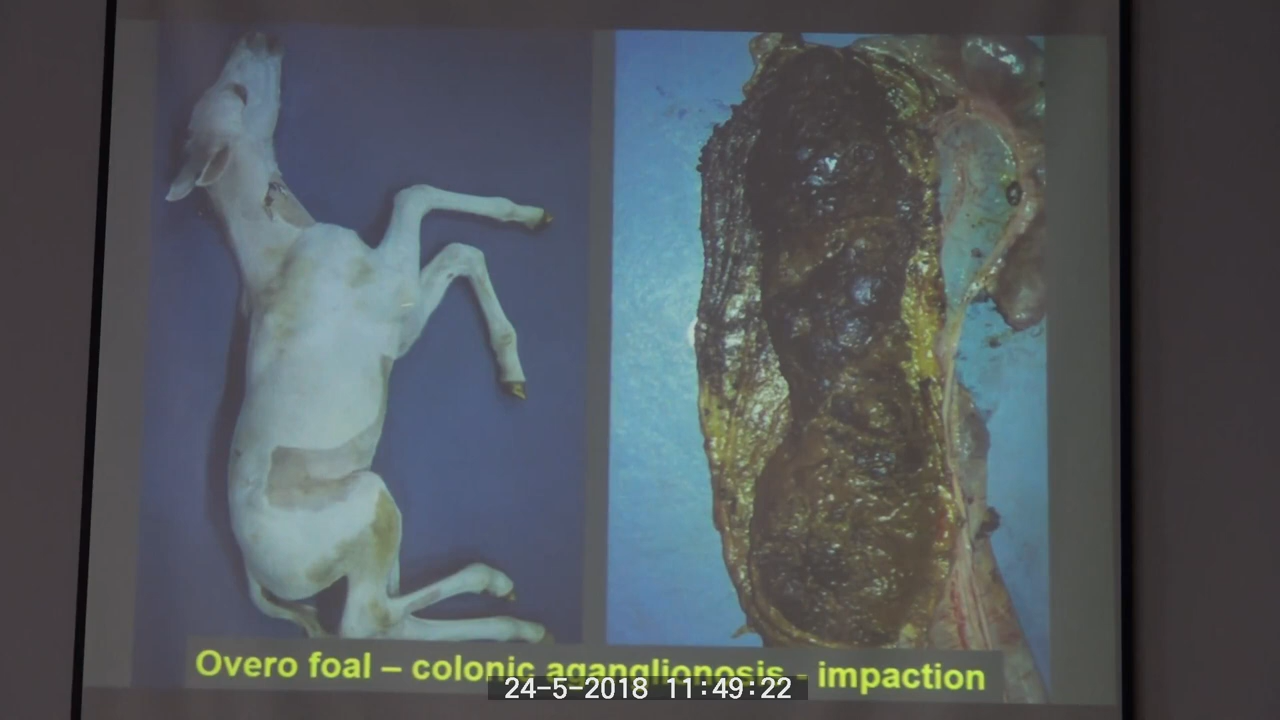 Overo foal – colonic aganglionosis - impaction
24-5-2018 11:49:22